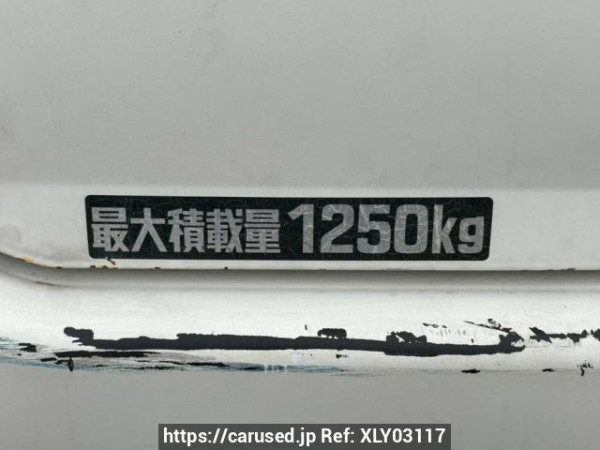 最大積載量1250kg
https://carused.jp Ref: XLY03117